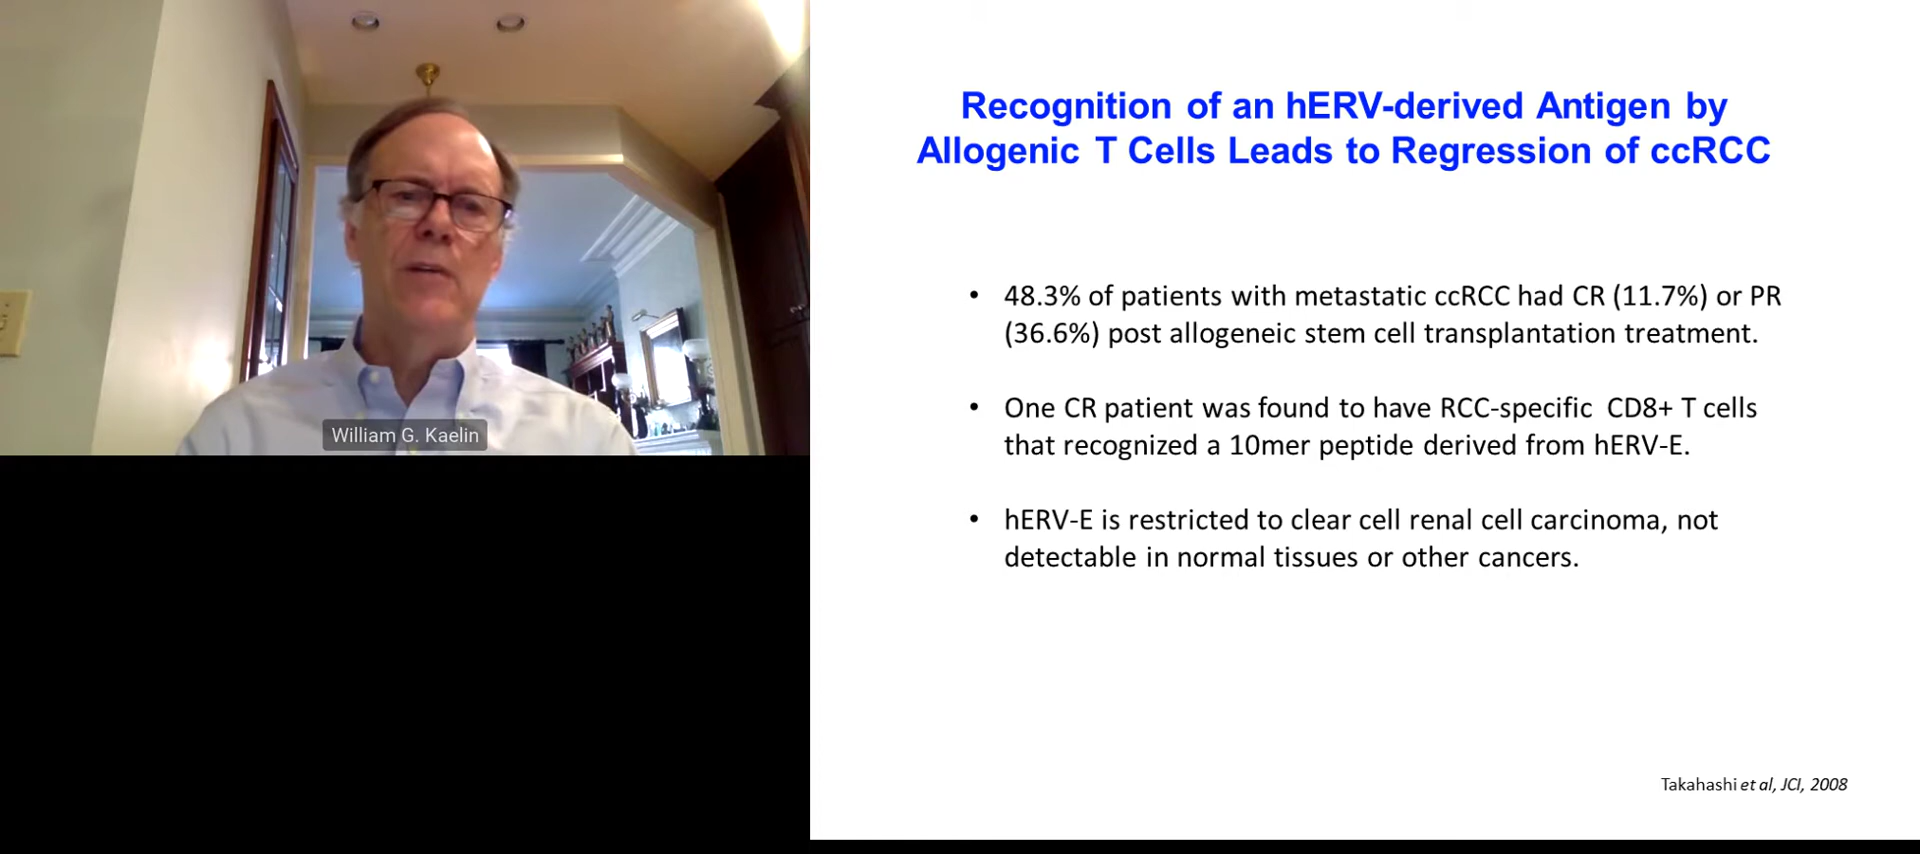 William G. Kaelin
Recognition of an hERV-derived Antigen by
Allogenic T Cells Leads to Regression of ccRCC
• 48.3% of patients with metastatic ccRCC had CR (11.7%) or PR
(36.6%) post allogeneic stem cell transplantation treatment.
• One CR patient was found to have RCC-specific CD8+ T cells
that recognized a 10mer peptide derived from hERV-E.
• hERV-E is restricted to clear cell renal cell carcinoma, not
detectable in normal tissues or other cancers.
Takahashi et al, JCI, 2008